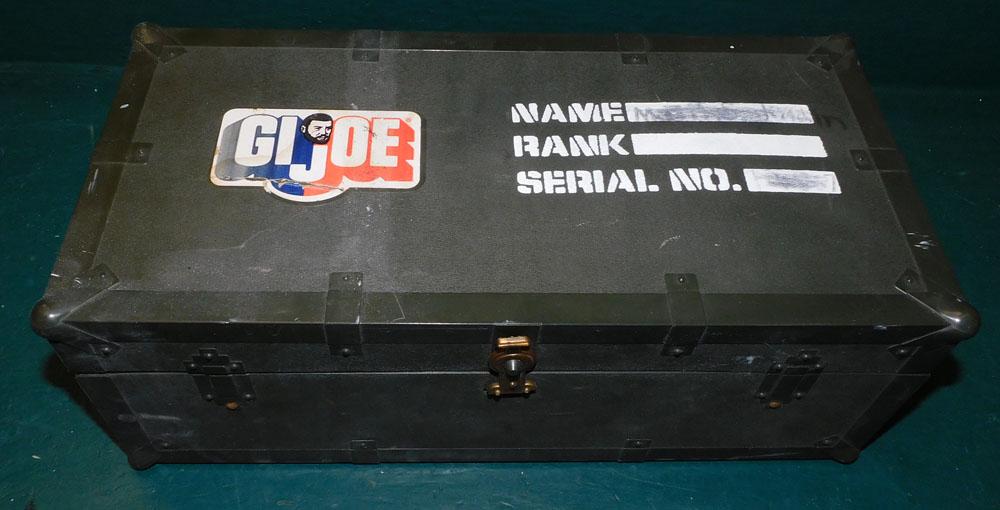 GI JOE
NAME
RANK
SERIAL NO.